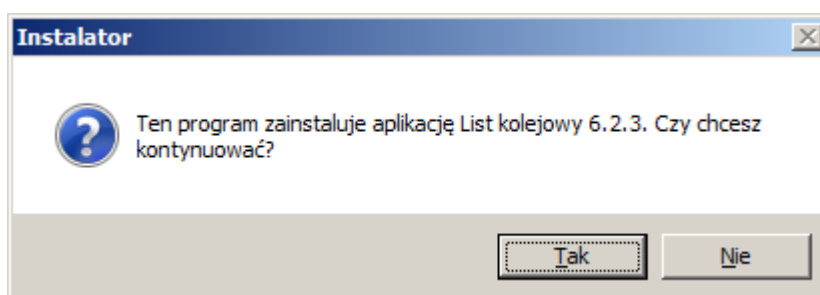 Instalator
Ten program zainstaluje aplikację List kolejowy 6.2.3. Czy chcesz
kontynuować?
Tak
Nie